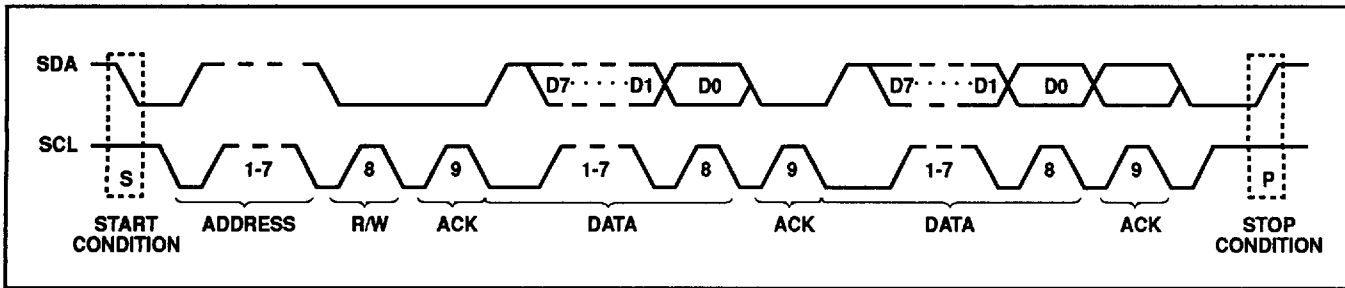 SDA
D7 · · · · · D1 D0 D7 · · · · · D1 D0
SCL
S 1-7 8 9 1-7 8 9 1-7 8 9 P
START CONDITION
ADDRESS
R/W
ACK
DATA
ACK
DATA
ACK
STOP CONDITION